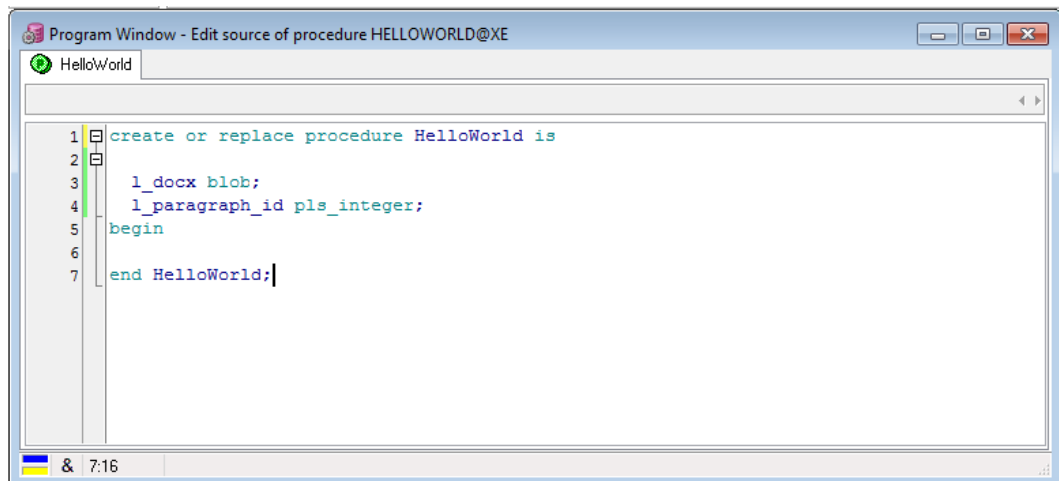 Program Window - Edit source of procedure HELLOWORLD@XE
P HelloWorld
1 create or replace procedure HelloWorld is
2
3 l_docx blob;
4 l_paragraph_id pls_integer;
5 begin
6
7 end HelloWorld;
& 7:16